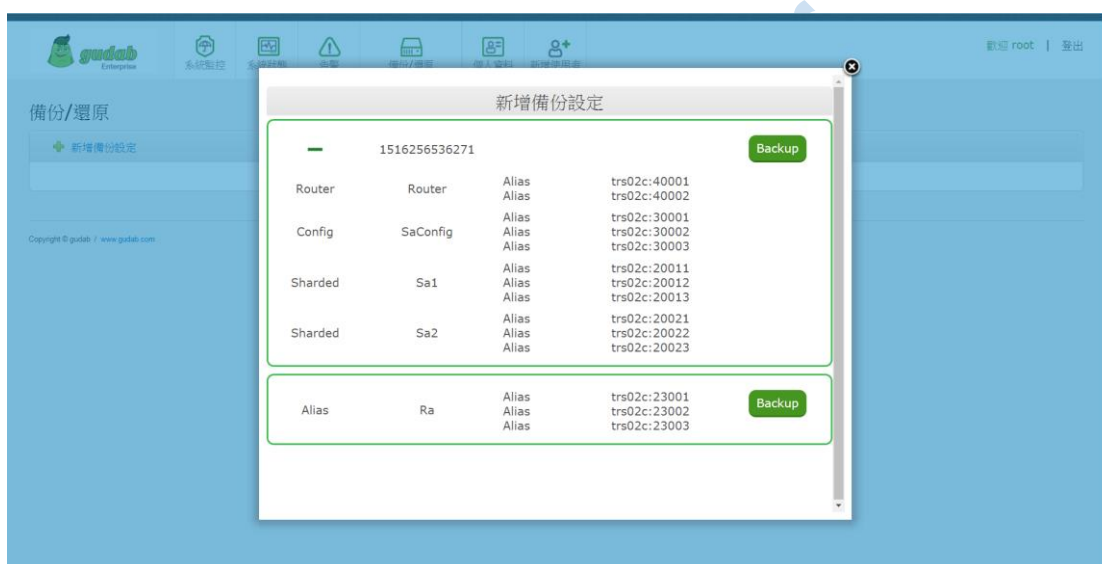 gudab
Enterprise
系統監控
系統狀態
告警
備份/還原
個人資料
新增使用者
歡迎 root | 登出
備份/還原
新增備份設定
Copyright © gudab / www.gudab.com
新增備份設定
1516256536271 Backup
Router Router Alias trs02c:40001
Alias trs02c:40002
Config SaConfig Alias trs02c:30001
Alias trs02c:30002
Alias trs02c:30003
Sharded Sa1 Alias trs02c:20011
Alias trs02c:20012
Alias trs02c:20013
Sharded Sa2 Alias trs02c:20021
Alias trs02c:20022
Alias trs02c:20023
Alias Ra Alias trs02c:23001 Backup
Alias trs02c:23002
Alias trs02c:23003